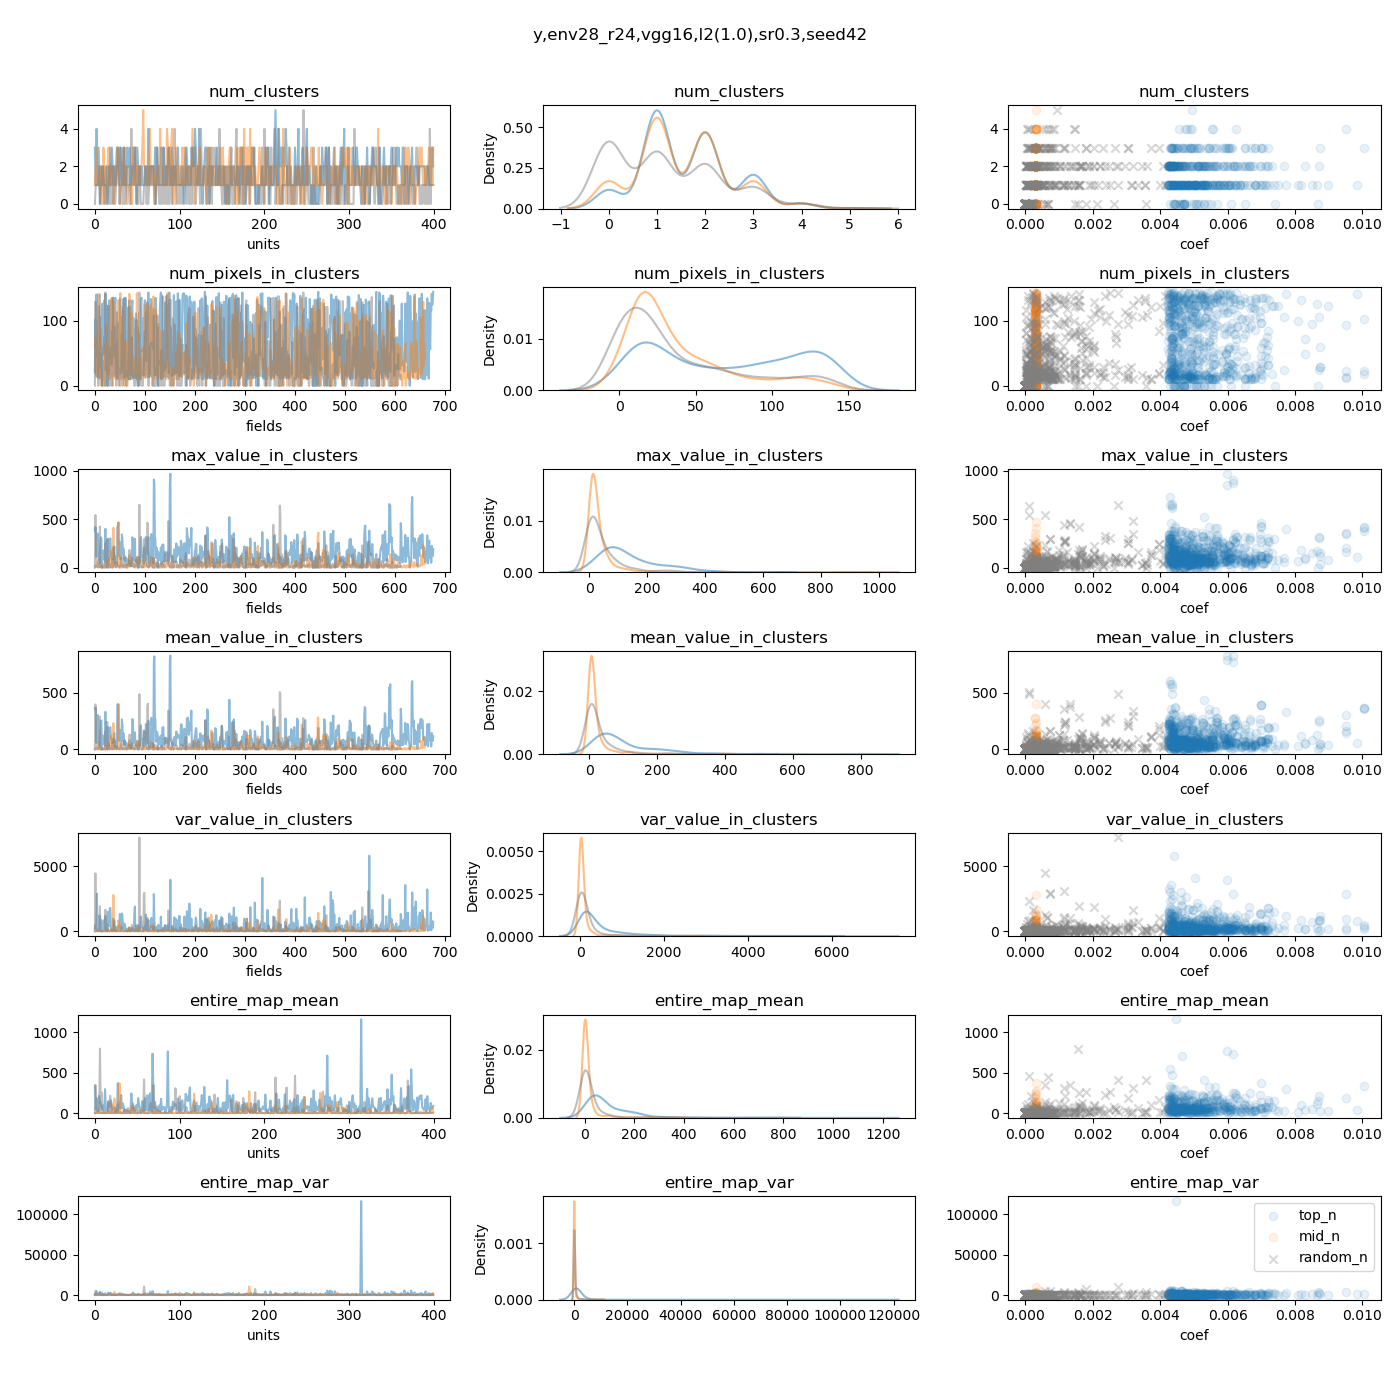 y,env28_r24,vgg16,l2(1.0),sr0.3,seed42
num_clusters
num_clusters
num_clusters
4
2
0
0 100 200 300 400
units
Density
0.50
0.25
0.00
−1 0 1 2 3 4 5 6
4
2
0
0.000 0.002 0.004 0.006 0.008 0.010
coef
num_pixels_in_clusters
num_pixels_in_clusters
num_pixels_in_clusters
100
0
0 100 200 300 400 500 600 700
fields
Density
0.01
0.00
0 50 100 150
100
0
0.000 0.002 0.004 0.006 0.008 0.010
coef
max_value_in_clusters
max_value_in_clusters
max_value_in_clusters
1000
500
0
0 100 200 300 400 500 600 700
fields
Density
0.01
0.00
0 200 400 600 800 1000
1000
500
0
0.000 0.002 0.004 0.006 0.008 0.010
coef
mean_value_in_clusters
mean_value_in_clusters
mean_value_in_clusters
500
0
0 100 200 300 400 500 600 700
fields
Density
0.02
0.00
0 200 400 600 800
500
0
0.000 0.002 0.004 0.006 0.008 0.010
coef
var_value_in_clusters
var_value_in_clusters
var_value_in_clusters
5000
0
0 100 200 300 400 500 600 700
fields
Density
0.0050
0.0025
0.0000
0 2000 4000 6000
5000
0
0.000 0.002 0.004 0.006 0.008 0.010
coef
entire_map_mean
entire_map_mean
entire_map_mean
1000
500
0
0 100 200 300 400
units
Density
0.02
0.00
0 200 400 600 800 1000 1200
1000
500
0
0.000 0.002 0.004 0.006 0.008 0.010
coef
entire_map_var
entire_map_var
entire_map_var
100000
50000
0
0 100 200 300 400
units
Density
0.001
0.000
0 20000 40000 60000 80000 100000 120000
100000
50000
0
0.000 0.002 0.004 0.006 0.008 0.010
coef
top_n
mid_n
random_n